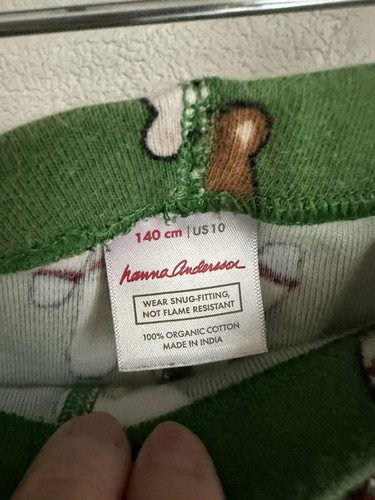 140 cm | US 10
hanna Andersson
WEAR SNUG-FITTING,
NOT FLAME RESISTANT
100% ORGANIC COTTON
MADE IN INDIA